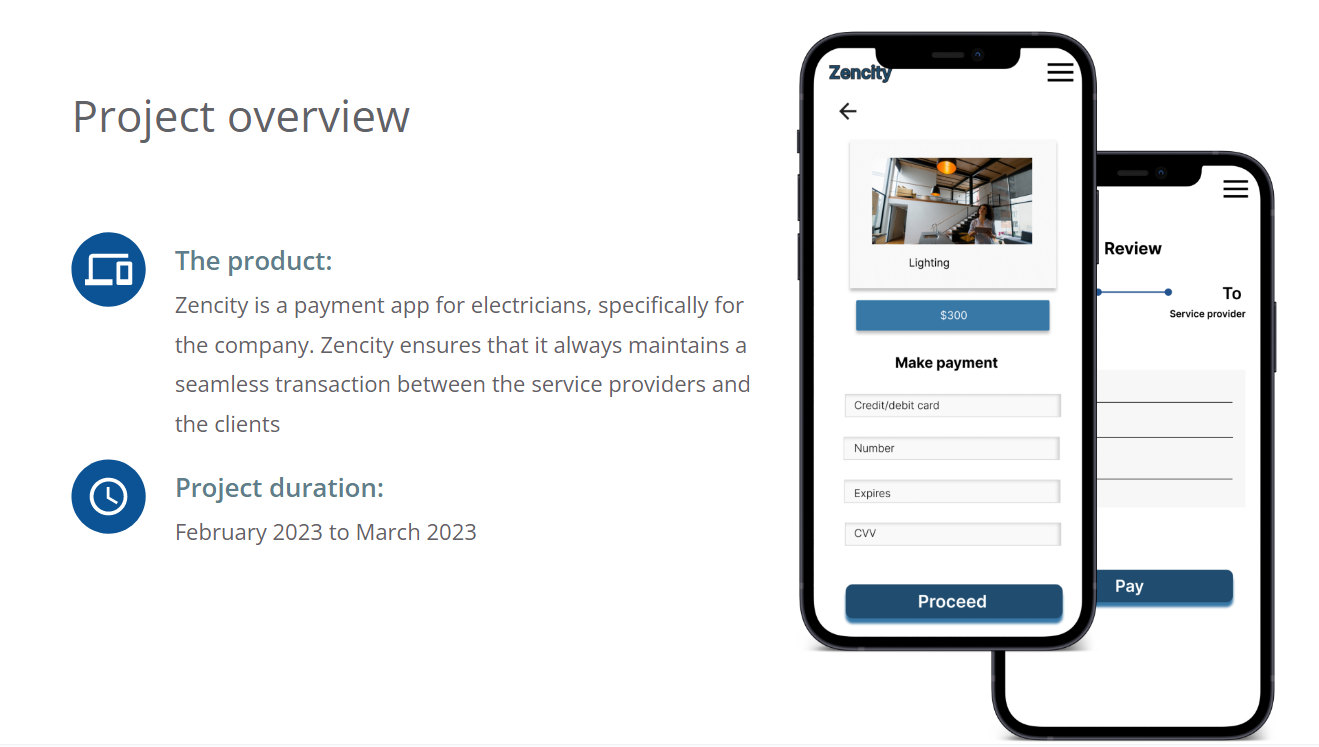 Project overview
The product:
Zencity is a payment app for electricians, specifically for
the company. Zencity ensures that it always maintains a
seamless transaction between the service providers and
the clients
Project duration:
February 2023 to March 2023
Zencity
Lighting
$300
Make payment
Credit/debit card
Number
Expires
CVV
Proceed
Review
To
Service provider
Pay